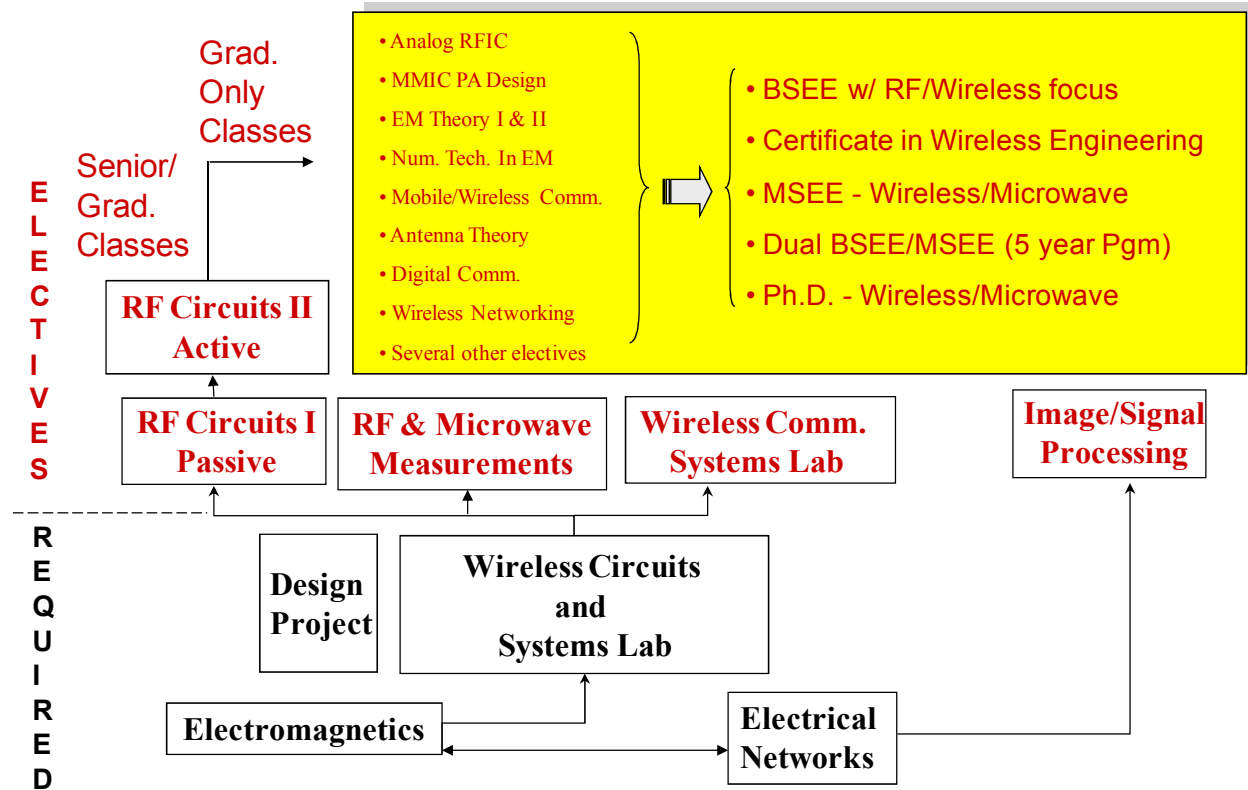 Grad.
Only
Classes
Senior/
Grad.
Classes
• Analog RFIC
• MMIC PA Design
• EM Theory I & II
• Num. Tech. In EM
• Mobile/Wireless Comm.
• Antenna Theory
• Digital Comm.
• Wireless Networking
• Several other electives
• BSEE w/ RF/Wireless focus
• Certificate in Wireless Engineering
• MSEE - Wireless/Microwave
• Dual BSEE/MSEE (5 year Pgm)
• Ph.D. - Wireless/Microwave
ELECTIVES
RF Circuits II
Active
RF Circuits I
Passive
RF & Microwave
Measurements
Wireless Comm.
Systems Lab
Image/Signal
Processing
REQUIRED
Design
Project
Wireless Circuits
and
Systems Lab
Electromagnetics
Electrical
Networks